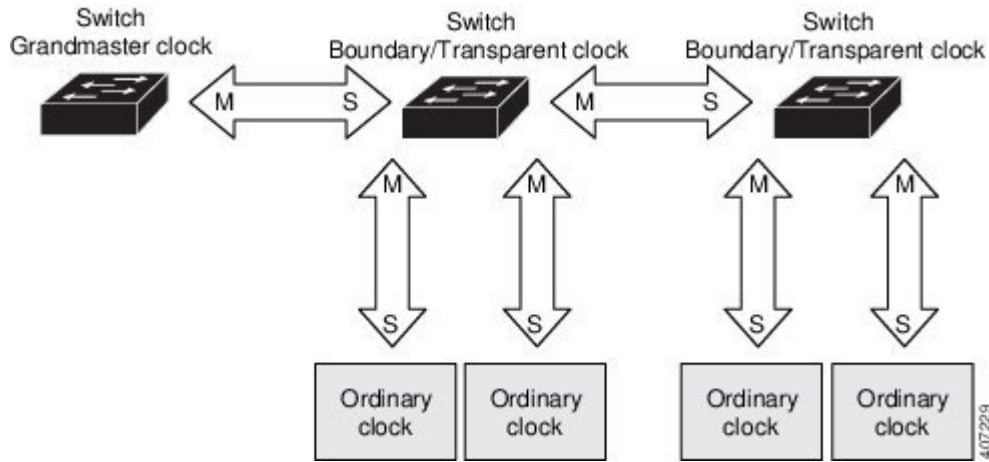 Switch
Grandmaster clock
Switch
Boundary/Transparent clock
Switch
Boundary/Transparent clock
M
S
M
S
M
M
M
M
S
S
S
S
Ordinary
clock
Ordinary
clock
Ordinary
clock
Ordinary
clock
407229